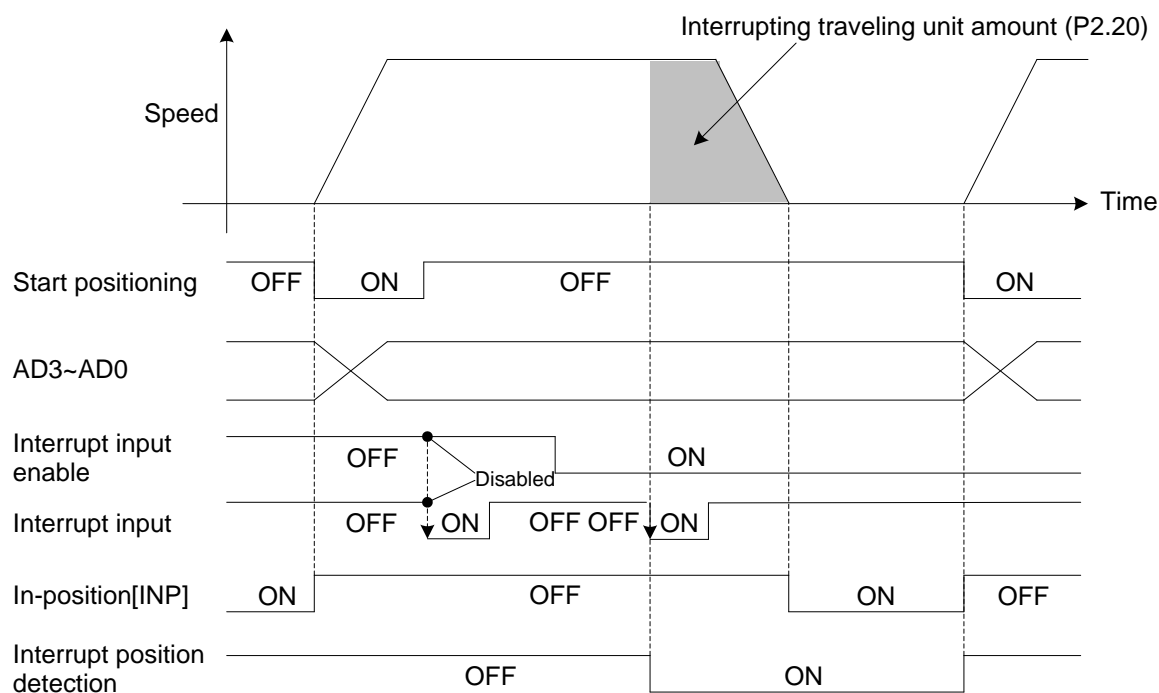 Interrupting traveling unit amount (P2.20)
Speed
Time
Start positioning OFF ON OFF ON
AD3~AD0
Interrupt input
enable
OFF ON
Disabled
Interrupt input OFF ON OFF OFF ON
In-position[INP] ON OFF ON OFF
Interrupt position
detection
OFF ON